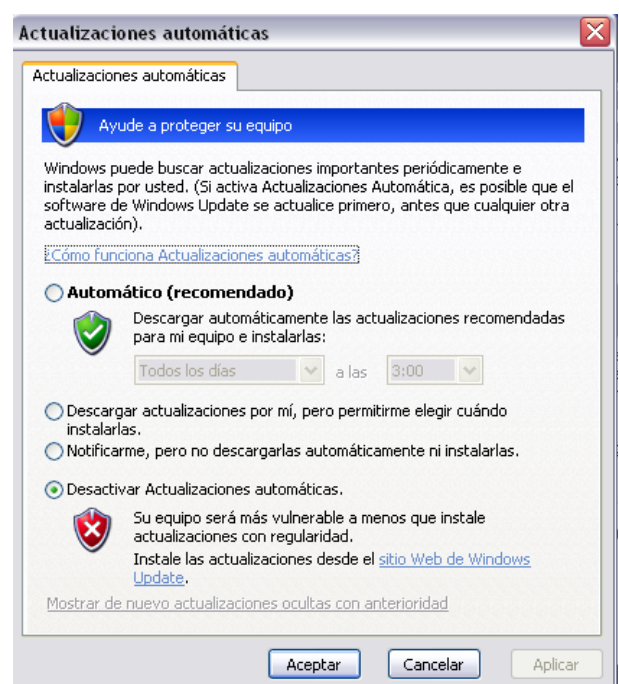 Actualizaciones automáticas
Actualizaciones automáticas
Ayude a proteger su equipo
Windows puede buscar actualizaciones importantes periódicamente e
instalarlas por usted. (Si activa Actualizaciones Automática, es posible que el
software de Windows Update se actualice primero, antes que cualquier otra
actualización).
¿Cómo funciona Actualizaciones automáticas?
Automático (recomendado)
Descargar automáticamente las actualizaciones recomendadas
para mi equipo e instalarlas:
Todos los días a las 3:00
Descargar actualizaciones por mí, pero permitirme elegir cuándo
instalarlas.
Notificarme, pero no descargarlas automáticamente ni instalarlas.
Desactivar Actualizaciones automáticas.
Su equipo será más vulnerable a menos que instale
actualizaciones con regularidad.
Instale las actualizaciones desde el sitio Web de Windows
Update.
Mostrar de nuevo actualizaciones ocultas con anterioridad
Aceptar Cancelar Aplicar